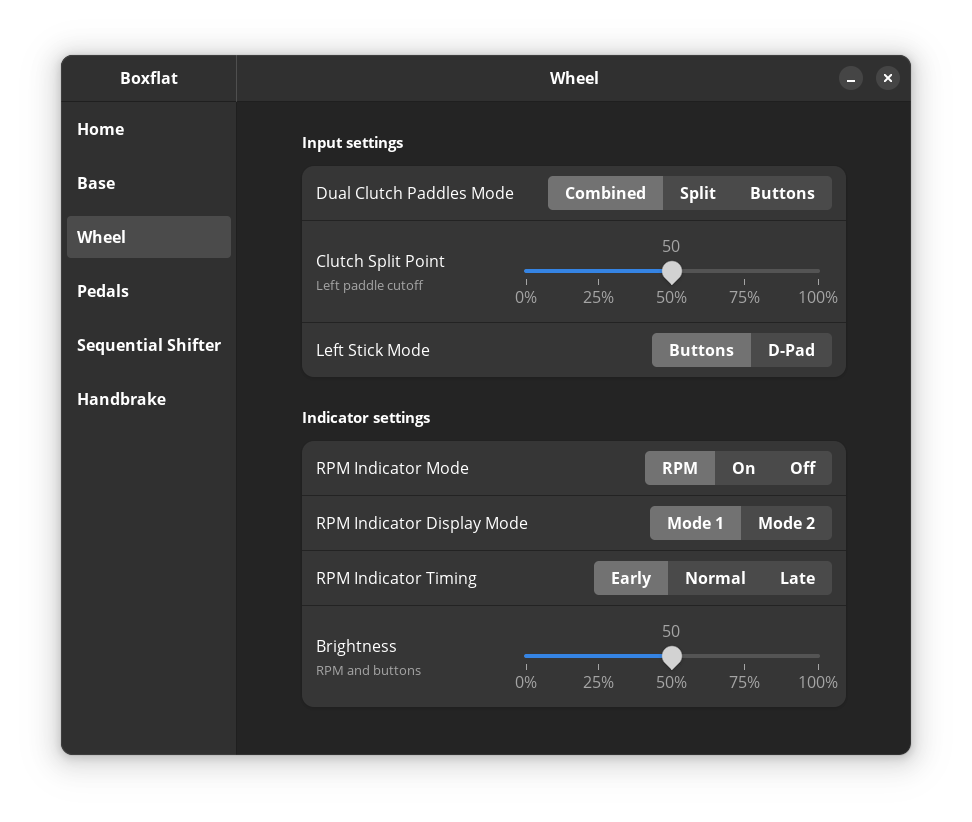 Boxflat
Wheel
Home
Base
Wheel
Pedals
Sequential Shifter
Handbrake
Input settings
Dual Clutch Paddles Mode Combined Split Buttons
50
Clutch Split Point
Left paddle cutoff
0% 25% 50% 75% 100%
Left Stick Mode Buttons D-Pad
Indicator settings
RPM Indicator Mode RPM On Off
RPM Indicator Display Mode Mode 1 Mode 2
RPM Indicator Timing Early Normal Late
50
Brightness
RPM and buttons
0% 25% 50% 75% 100%